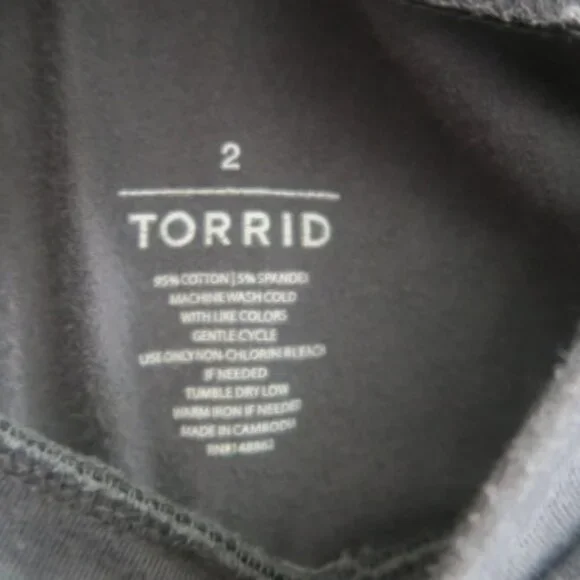 2
TORRID
95% COTTON | 5% SPANDEX
MACHINE WASH COLD
WITH LIKE COLORS
GENTLE CYCLE
USE ONLY NON-CHLORIN BLEACH
IF NEEDED
TUMBLE DRY LOW
WARM IRON IF NEEDED
MADE IN CAMBODIA